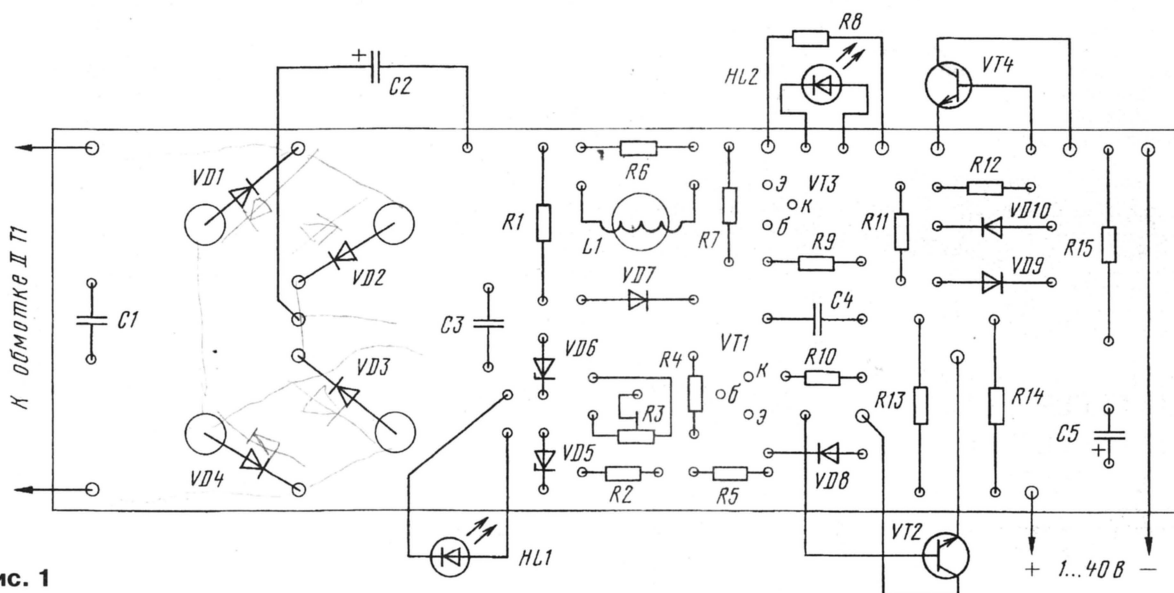 R8
C2
HL2
VT4
VD1
R6
R12
Э
VT3
К
R1
R7
б
R11
VD10
R15
L1
VD2
R9
VD7
VD9
К обмотке II T1
C1
C3
C4
VD6
VT1
R4
К
R10
VD3
б
R3
Э
R13
R14
C5
VD5
VD4
R2
R5
VD8
VT2
HL1
+ 1...40 В −
ис. 1